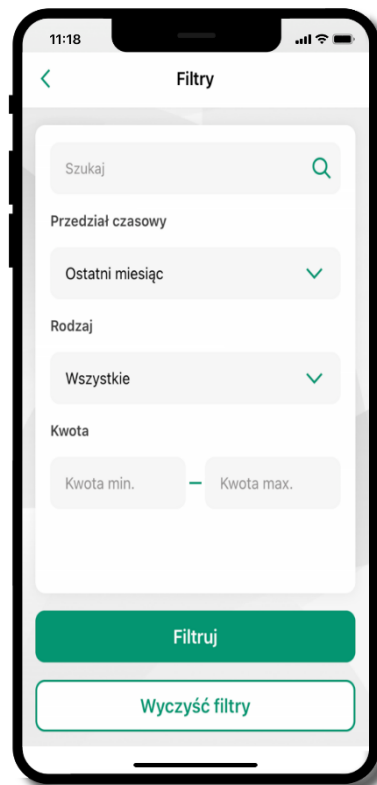 11:18
Filtry
Szukaj
Przedział czasowy
Ostatni miesiąc
Rodzaj
Wszystkie
Kwota
Kwota min. – Kwota max.
Filtruj
Wyczyść filtry